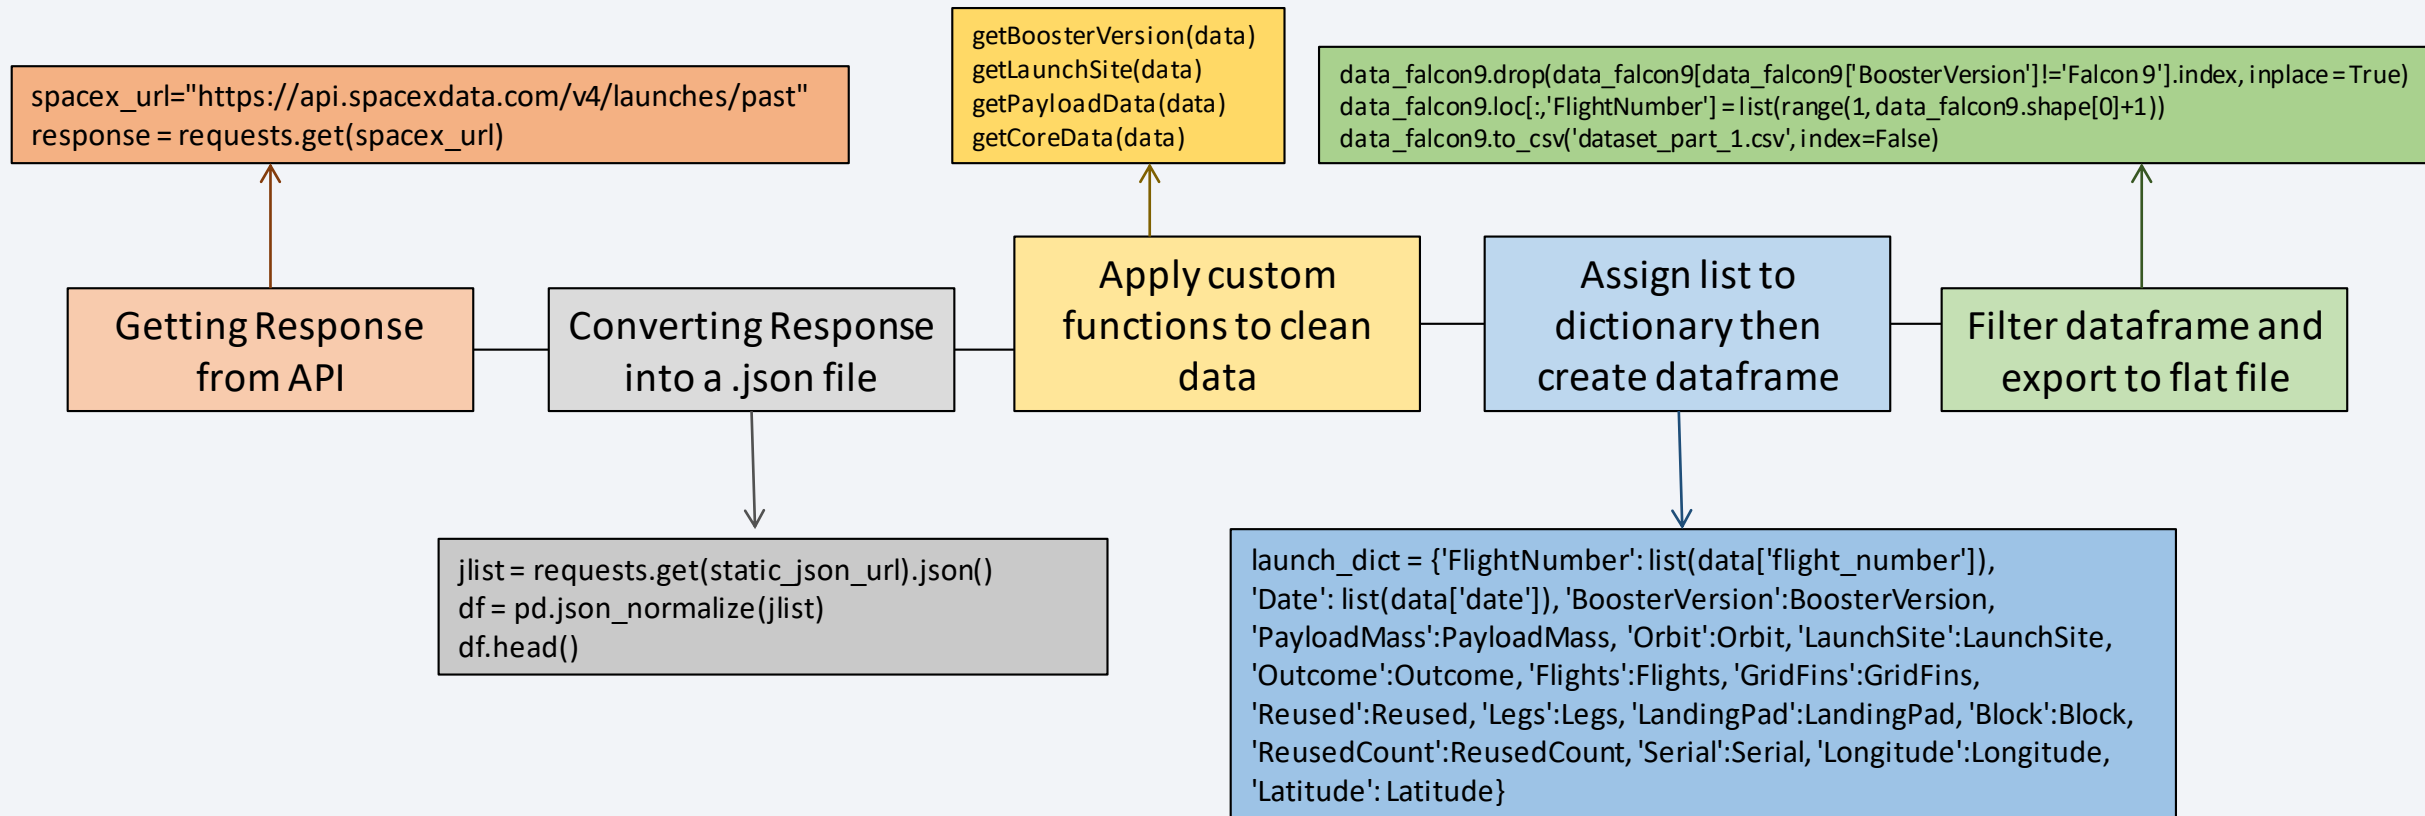 spacex_url="https://api.spacexdata.com/v4/launches/past"
response = requests.get(spacex_url)
getBoosterVersion(data)
getLaunchSite(data)
getPayloadData(data)
getCoreData(data)
data_falcon9.drop(data_falcon9[data_falcon9['BoosterVersion']!='Falcon 9'].index, inplace = True)
data_falcon9.loc[:,'FlightNumber'] = list(range(1, data_falcon9.shape[0]+1))
data_falcon9.to_csv('dataset_part_1.csv', index=False)
Getting Response
from API
Converting Response
into a .json file
Apply custom
functions to clean
data
Assign list to
dictionary then
create dataframe
Filter dataframe and
export to flat file
jlist = requests.get(static_json_url).json()
df = pd.json_normalize(jlist)
df.head()
launch_dict = {'FlightNumber': list(data['flight_number']),
'Date': list(data['date']), 'BoosterVersion':BoosterVersion,
'PayloadMass':PayloadMass, 'Orbit':Orbit, 'LaunchSite':LaunchSite,
'Outcome':Outcome, 'Flights':Flights, 'GridFins':GridFins,
'Reused':Reused, 'Legs':Legs, 'LandingPad':LandingPad, 'Block':Block,
'ReusedCount':ReusedCount, 'Serial':Serial, 'Longitude':Longitude,
'Latitude': Latitude}